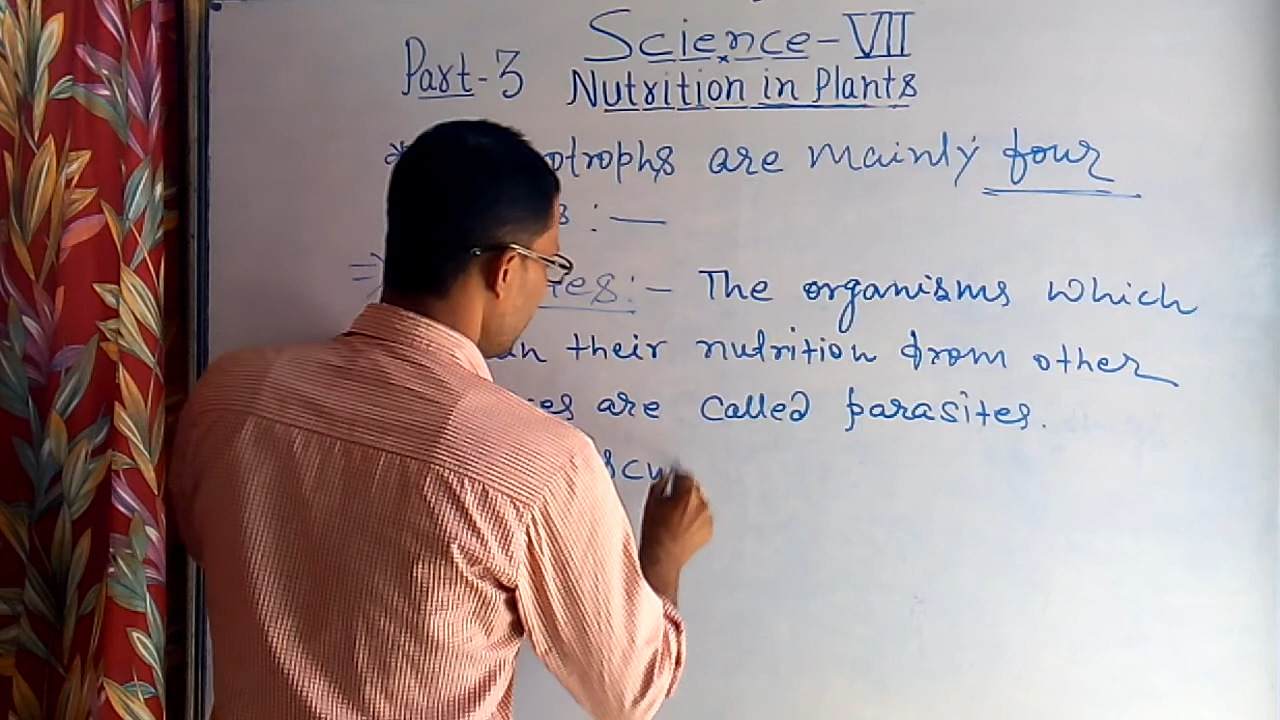 Science-VII
Part-3 Nutrition in Plants
* otrophs are mainly four
s :—
⇒ tes:- The organisms which
in their nutrition from other
es are called parasites.
scu